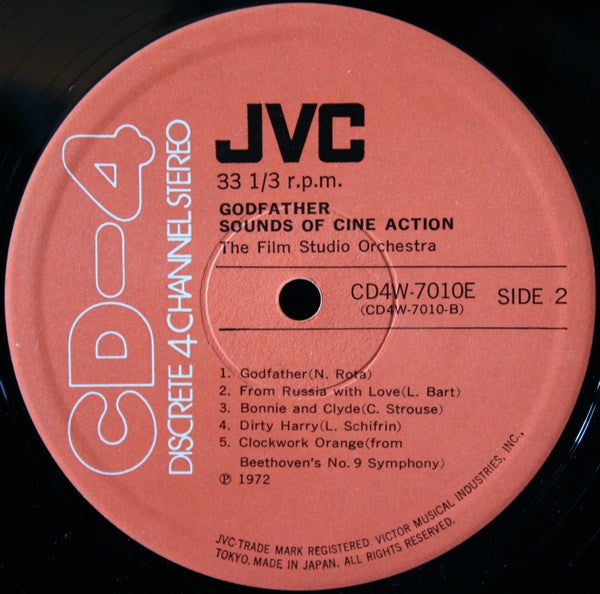 CD-4
DISCRETE 4 CHANNEL STEREO
JVC
33 1/3 r.p.m.
GODFATHER
SOUNDS OF CINE ACTION
The Film Studio Orchestra
CD4W-7010E SIDE 2
(CD4W-7010-B)
1. Godfather(N. Rota)
2. From Russia with Love(L. Bart)
3. Bonnie and Clyde(C. Strouse)
4. Dirty Harry(L. Schifrin)
5. Clockwork Orange(from
Beethoven's No. 9 Symphony)
℗ 1972
JVC-TRADE MARK REGISTERED. VICTOR MUSICAL INDUSTRIES, INC.,
TOKYO. MADE IN JAPAN. ALL RIGHTS RESERVED.